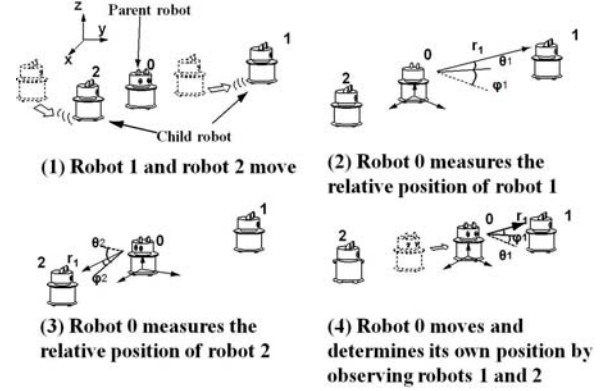 Parent robot
z
y
x
2
0
1
Child robot
(1) Robot 1 and robot 2 move
0
r1
1
θ1
φ1
2
(2) Robot 0 measures the
relative position of robot 1
1
θ2
0
2
r1
φ2
(3) Robot 0 measures the
relative position of robot 2
0
r1
1
2
φ1
θ1
(4) Robot 0 moves and
determines its own position by
observing robots 1 and 2